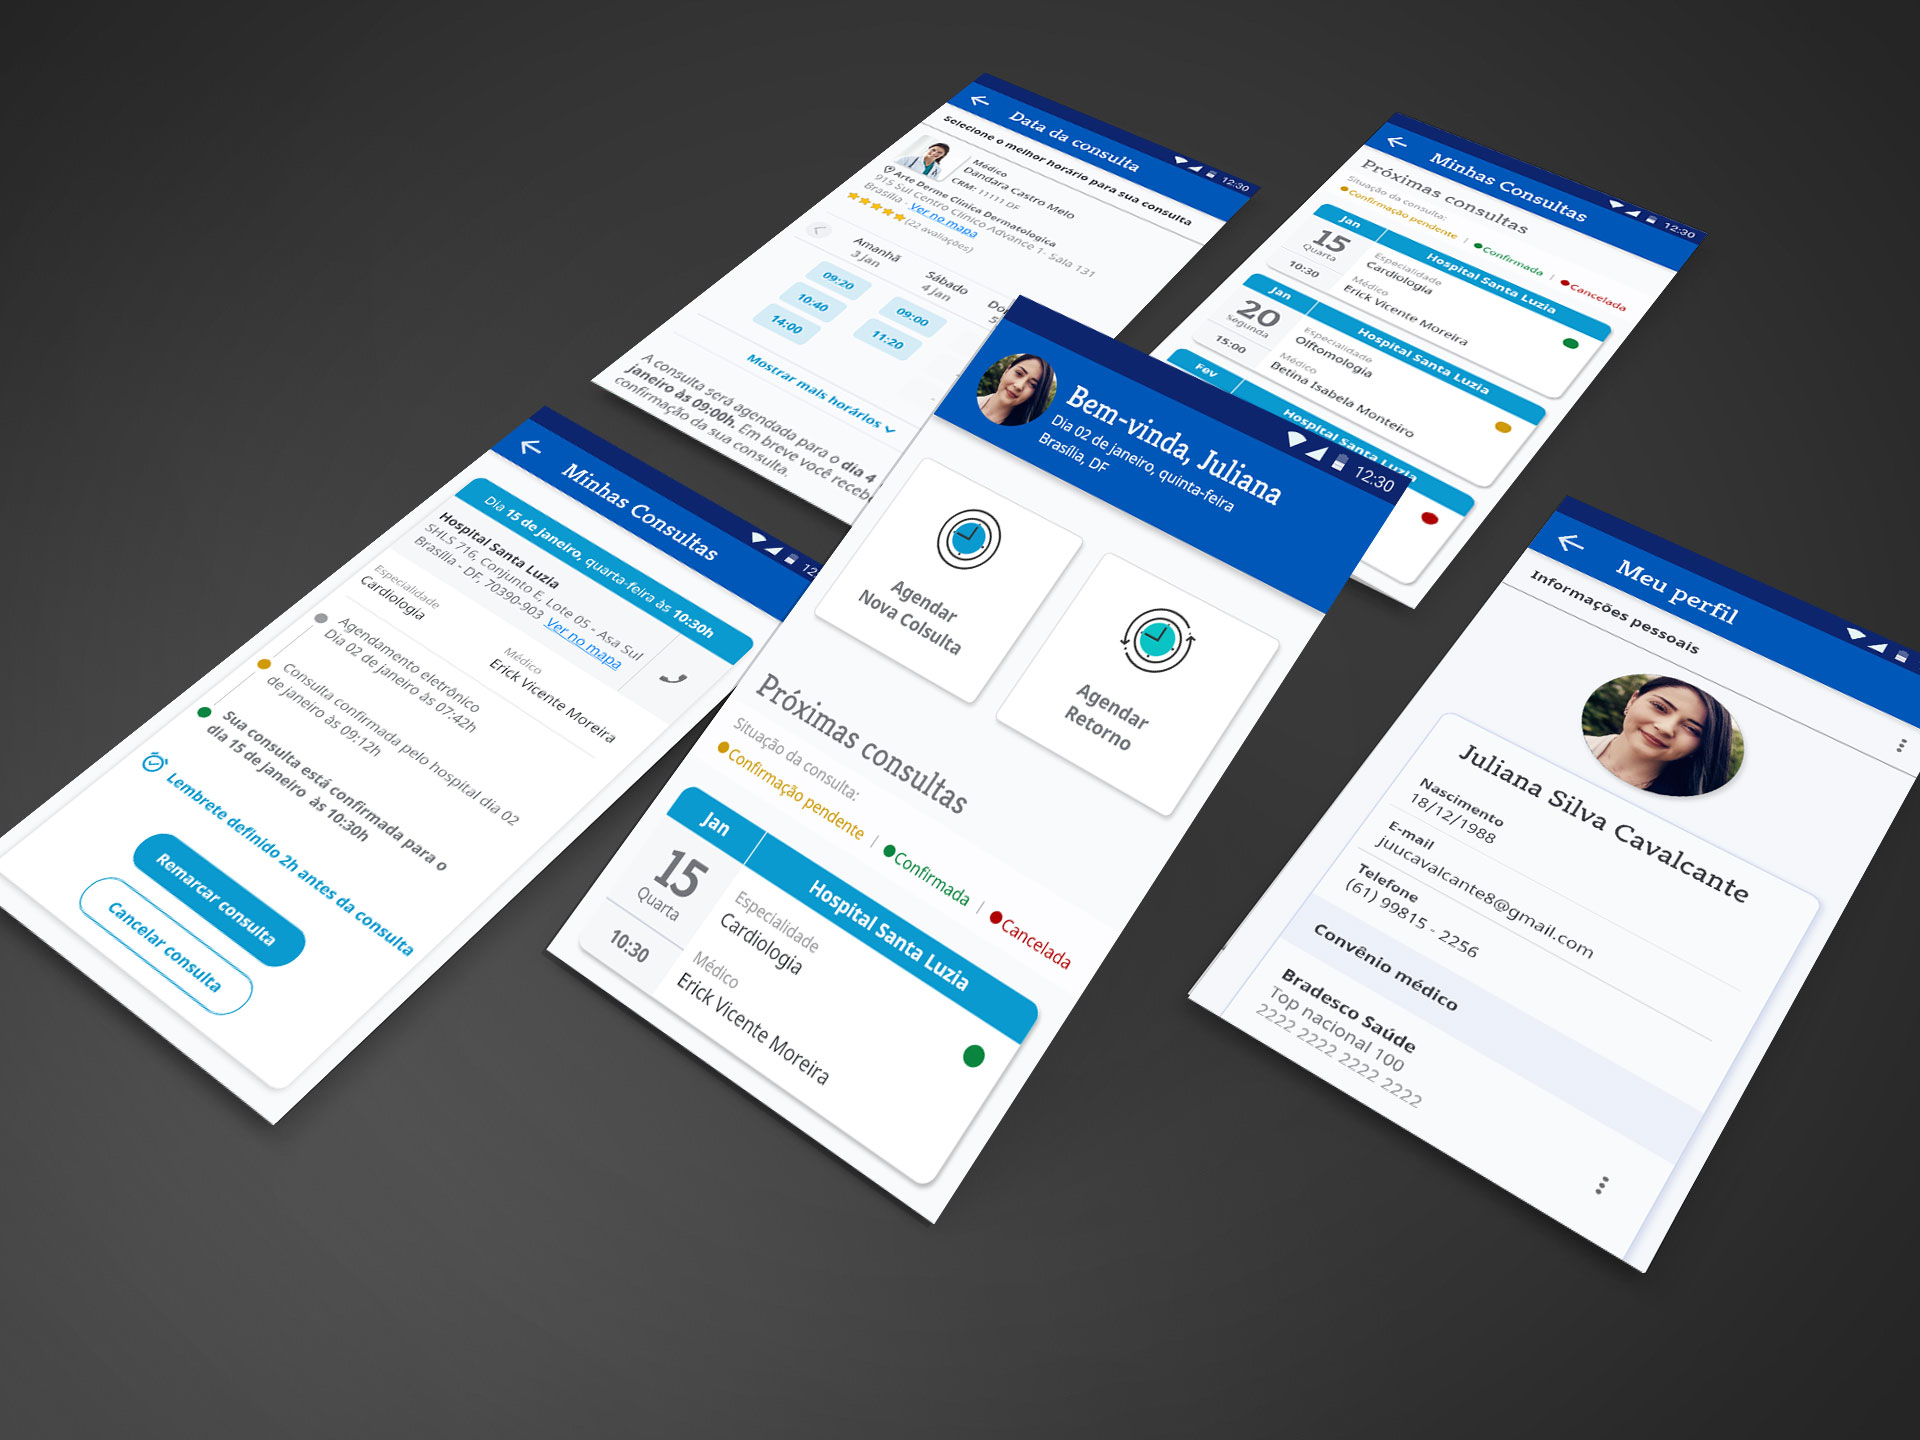 Data da consulta
12:30
Selecione o melhor horário para sua consulta
Médico
Dandara Castro Melo
CRM: 11111 DF
Arte Derme Clínica Dermatologica
915 Sul Centro Clínico Advance 1- Sala 131
Brasília - Ver no mapa
(22 avaliações)
Amanhã
3 jan
Sábado
4 jan
09:20
10:40
14:00
09:00
11:20
Mostrar mais horários
A consulta será agendada para o dia 4
janeiro às 09:00h. Em breve você receb
confirmação da sua consulta.
Minhas Consultas
12:30
Próximas consultas
Situação da consulta:
Confirmação pendente | Confirmada | Cancelada
Jan
Hospital Santa Luzia
15
Quarta
10:30
Especialidade
Cardiologia
Médico
Erick Vicente Moreira
Jan
Hospital Santa Luzia
20
Segunda
15:00
Especialidade
Olftomologia
Médico
Betina Isabela Monteiro
Fev
Hospital Santa Luzia
Minhas Consultas
Dia 15 de janeiro, quarta-feira às 10:30h
Hospital Santa Luzia
SHLS 716, Conjunto E, Lote 05 - Asa Sul
Brasília - DF, 70390-903 Ver no mapa
Especialidade
Cardiologia
Médico
Erick Vicente Moreira
Agendamento eletrônico
Dia 02 de janeiro às 07:42h
Consulta confirmada pelo hospital dia 02
de janeiro às 09:12h
Sua consulta está confirmada para o
dia 15 de janeiro às 10:30h
Lembrete definido 2h antes da consulta
Remarcar consulta
Cancelar consulta
12:30
Bem-vinda, Juliana
Dia 02 de janeiro, quinta-feira
Brasília, DF
Agendar
Nova Colsulta
Agendar
Retorno
Próximas consultas
Situação da consulta:
Confirmação pendente | Confirmada | Cancelada
Jan
Hospital Santa Luzia
15
Quarta
10:30
Especialidade
Cardiologia
Médico
Erick Vicente Moreira
Meu perfil
Informações pessoais
Juliana Silva Cavalcante
Nascimento
18/12/1988
E-mail
juucavalcante8@gmail.com
Telefone
(61) 99815 - 2256
Convênio médico
Bradesco Saúde
Top nacional 100
2222 2222 2222 2222